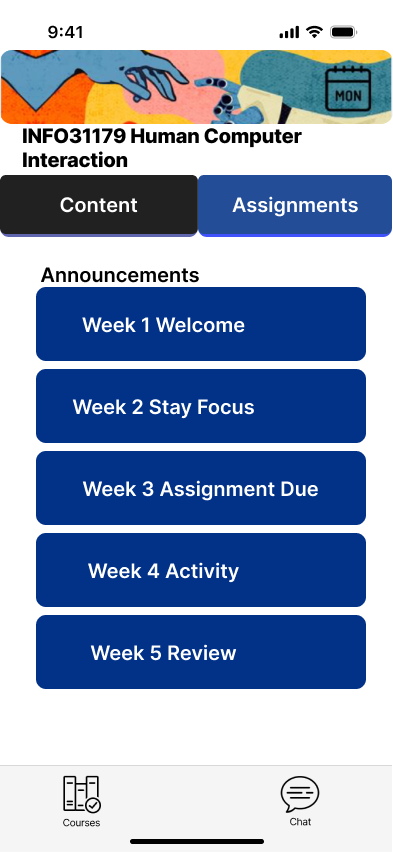 9:41
MON
INFO31179 Human Computer
Interaction
Content
Assignments
Announcements
Week 1 Welcome
Week 2 Stay Focus
Week 3 Assignment Due
Week 4 Activity
Week 5 Review
Courses
Chat